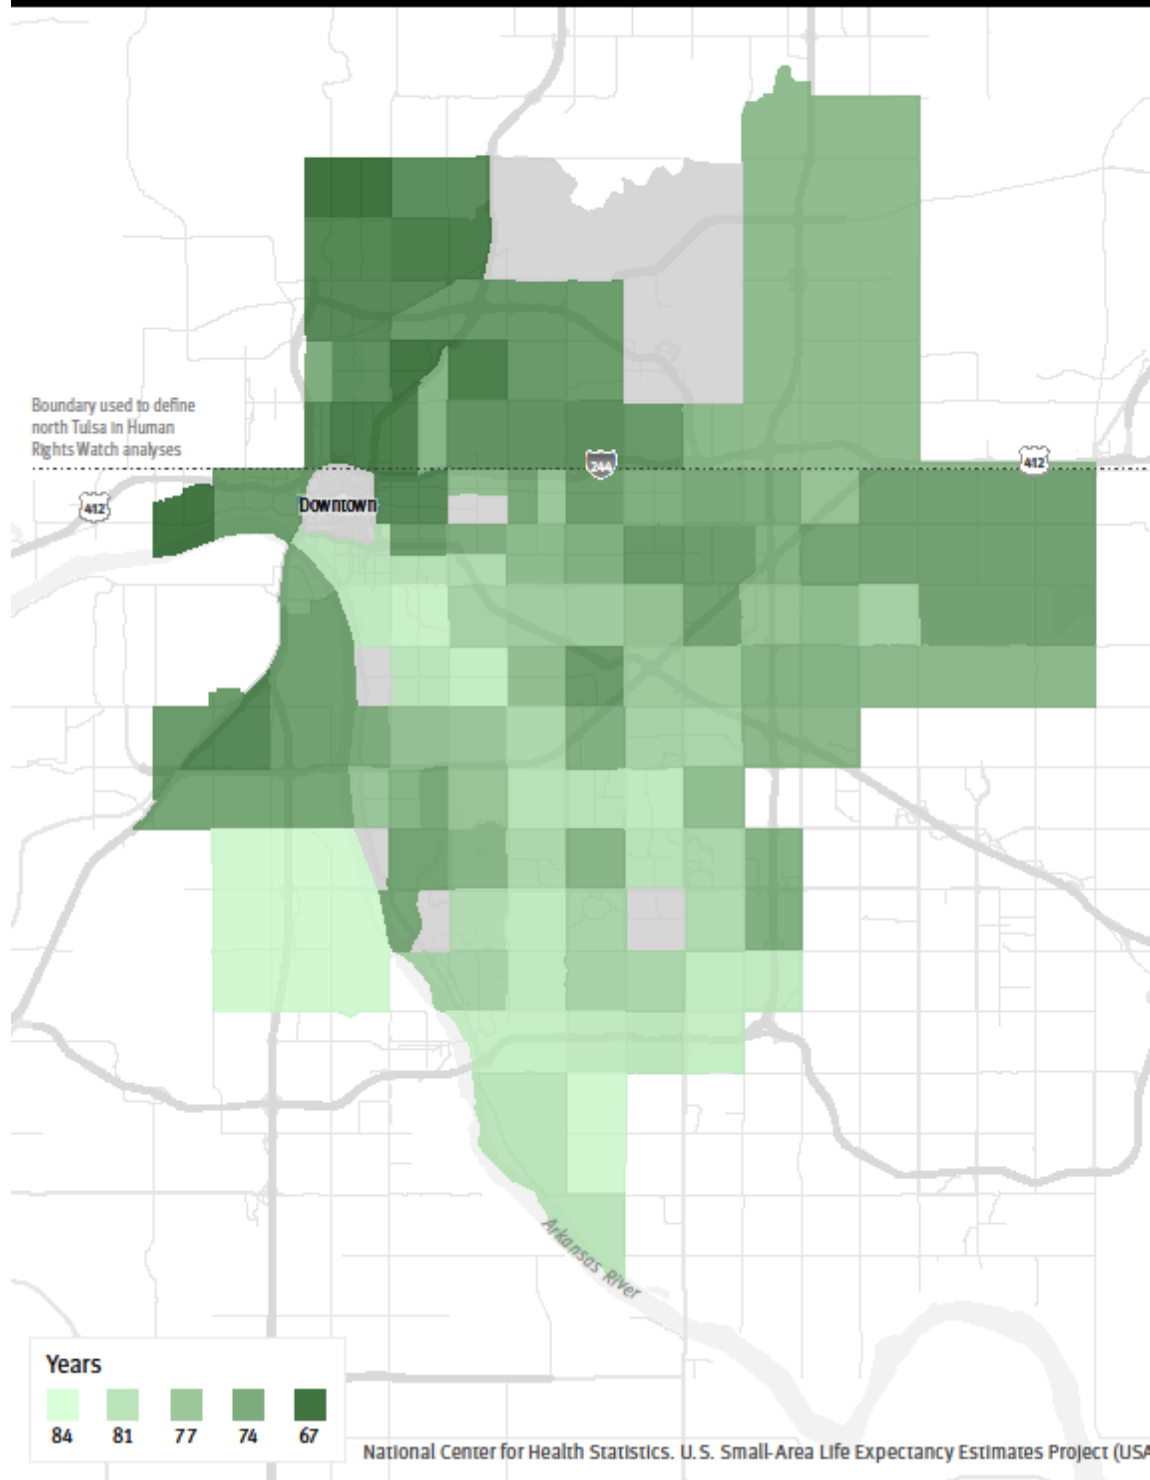 Boundary used to define
north Tulsa in Human
Rights Watch analyses
244
412
412
Downtown
Arkansas River
Years
84 81 77 74 67
National Center for Health Statistics. U.S. Small-Area Life Expectancy Estimates Project (USA